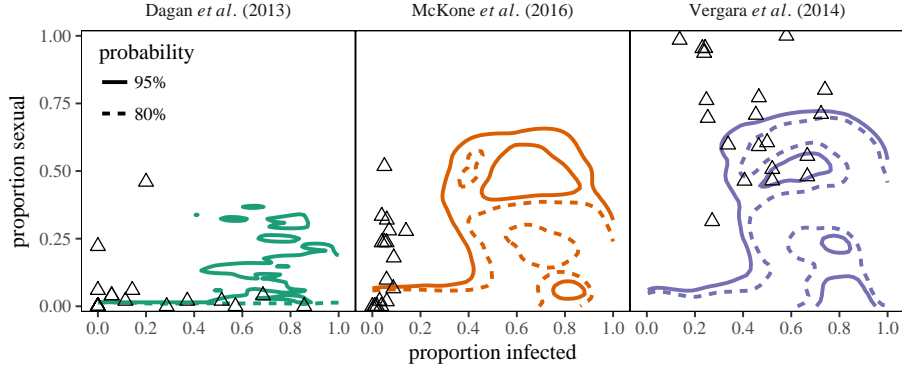 Dagan et al. (2013) McKone et al. (2016) Vergara et al. (2014)
1.00
0.75
0.50
0.25
0.00
proportion sexual
probability
95%
80%
0.0 0.2 0.4 0.6 0.8 1.0 0.0 0.2 0.4 0.6 0.8 1.0 0.0 0.2 0.4 0.6 0.8 1.0
proportion infected